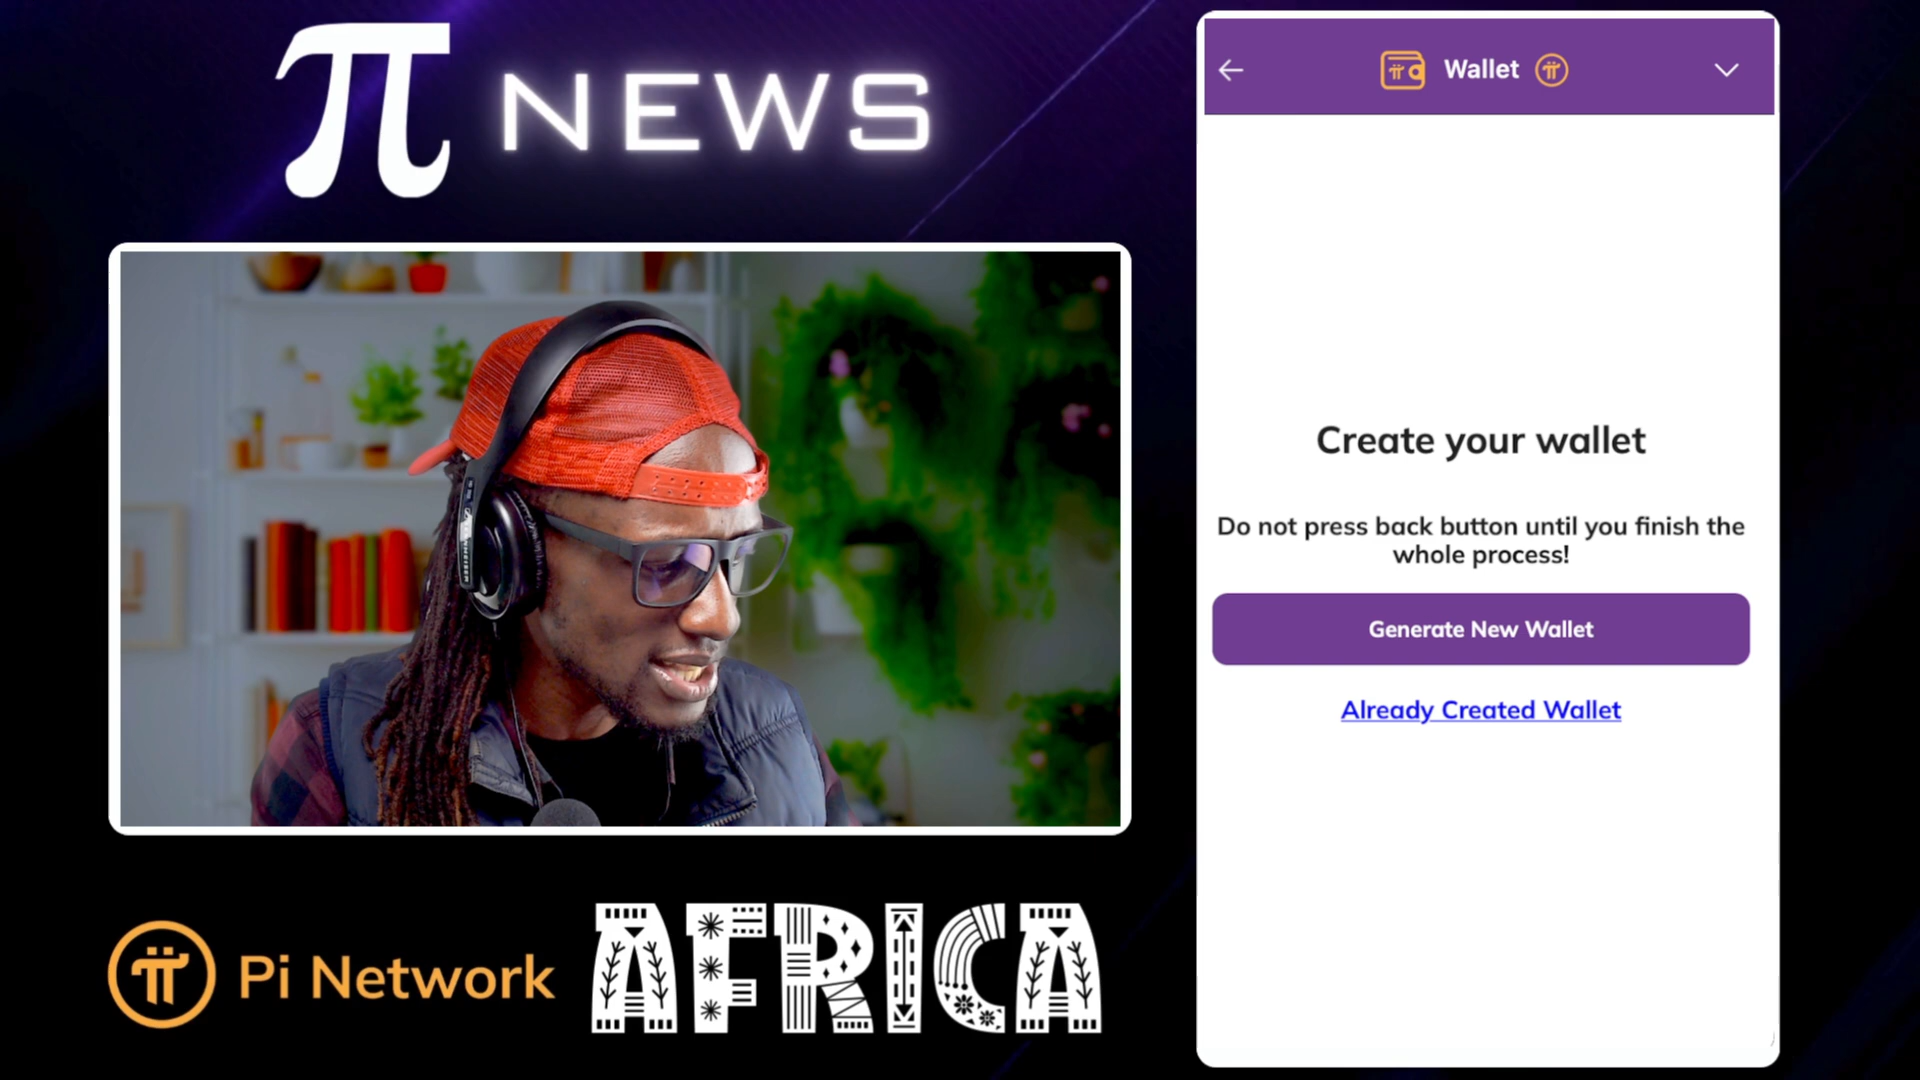 π NEWS
Pi Network AFRICA
Wallet
Create your wallet
Do not press back button until you finish the
whole process!
Generate New Wallet
Already Created Wallet